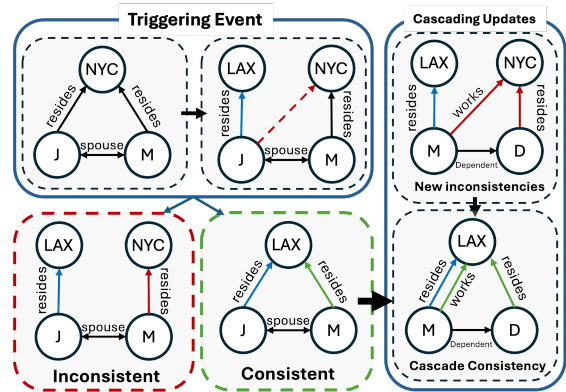 Triggering Event
NYC
resides
resides
J
spouse
M
LAX
NYC
resides
resides
J
spouse
M
Cascading Updates
LAX
NYC
resides
works
resides
M
Dependent
D
New inconsistencies
LAX
NYC
resides
resides
J
spouse
M
Inconsistent
LAX
resides
resides
J
spouse
M
Consistent
LAX
resides
works
resides
M
Dependent
D
Cascade Consistency